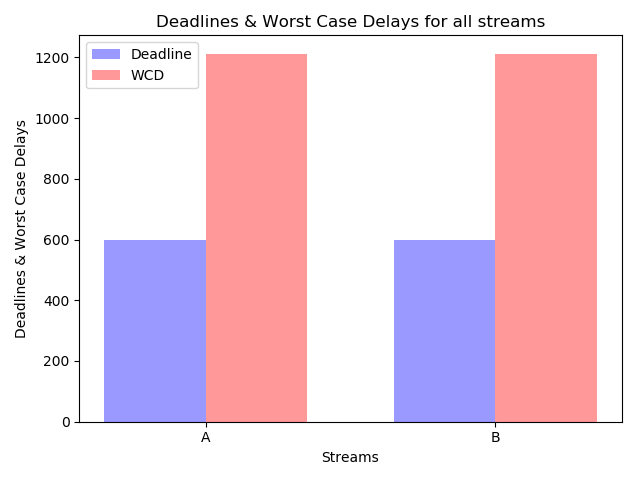 Deadlines & Worst Case Delays for all streams
Deadline
WCD
Deadlines & Worst Case Delays
1200
1000
800
600
400
200
0
A
B
Streams